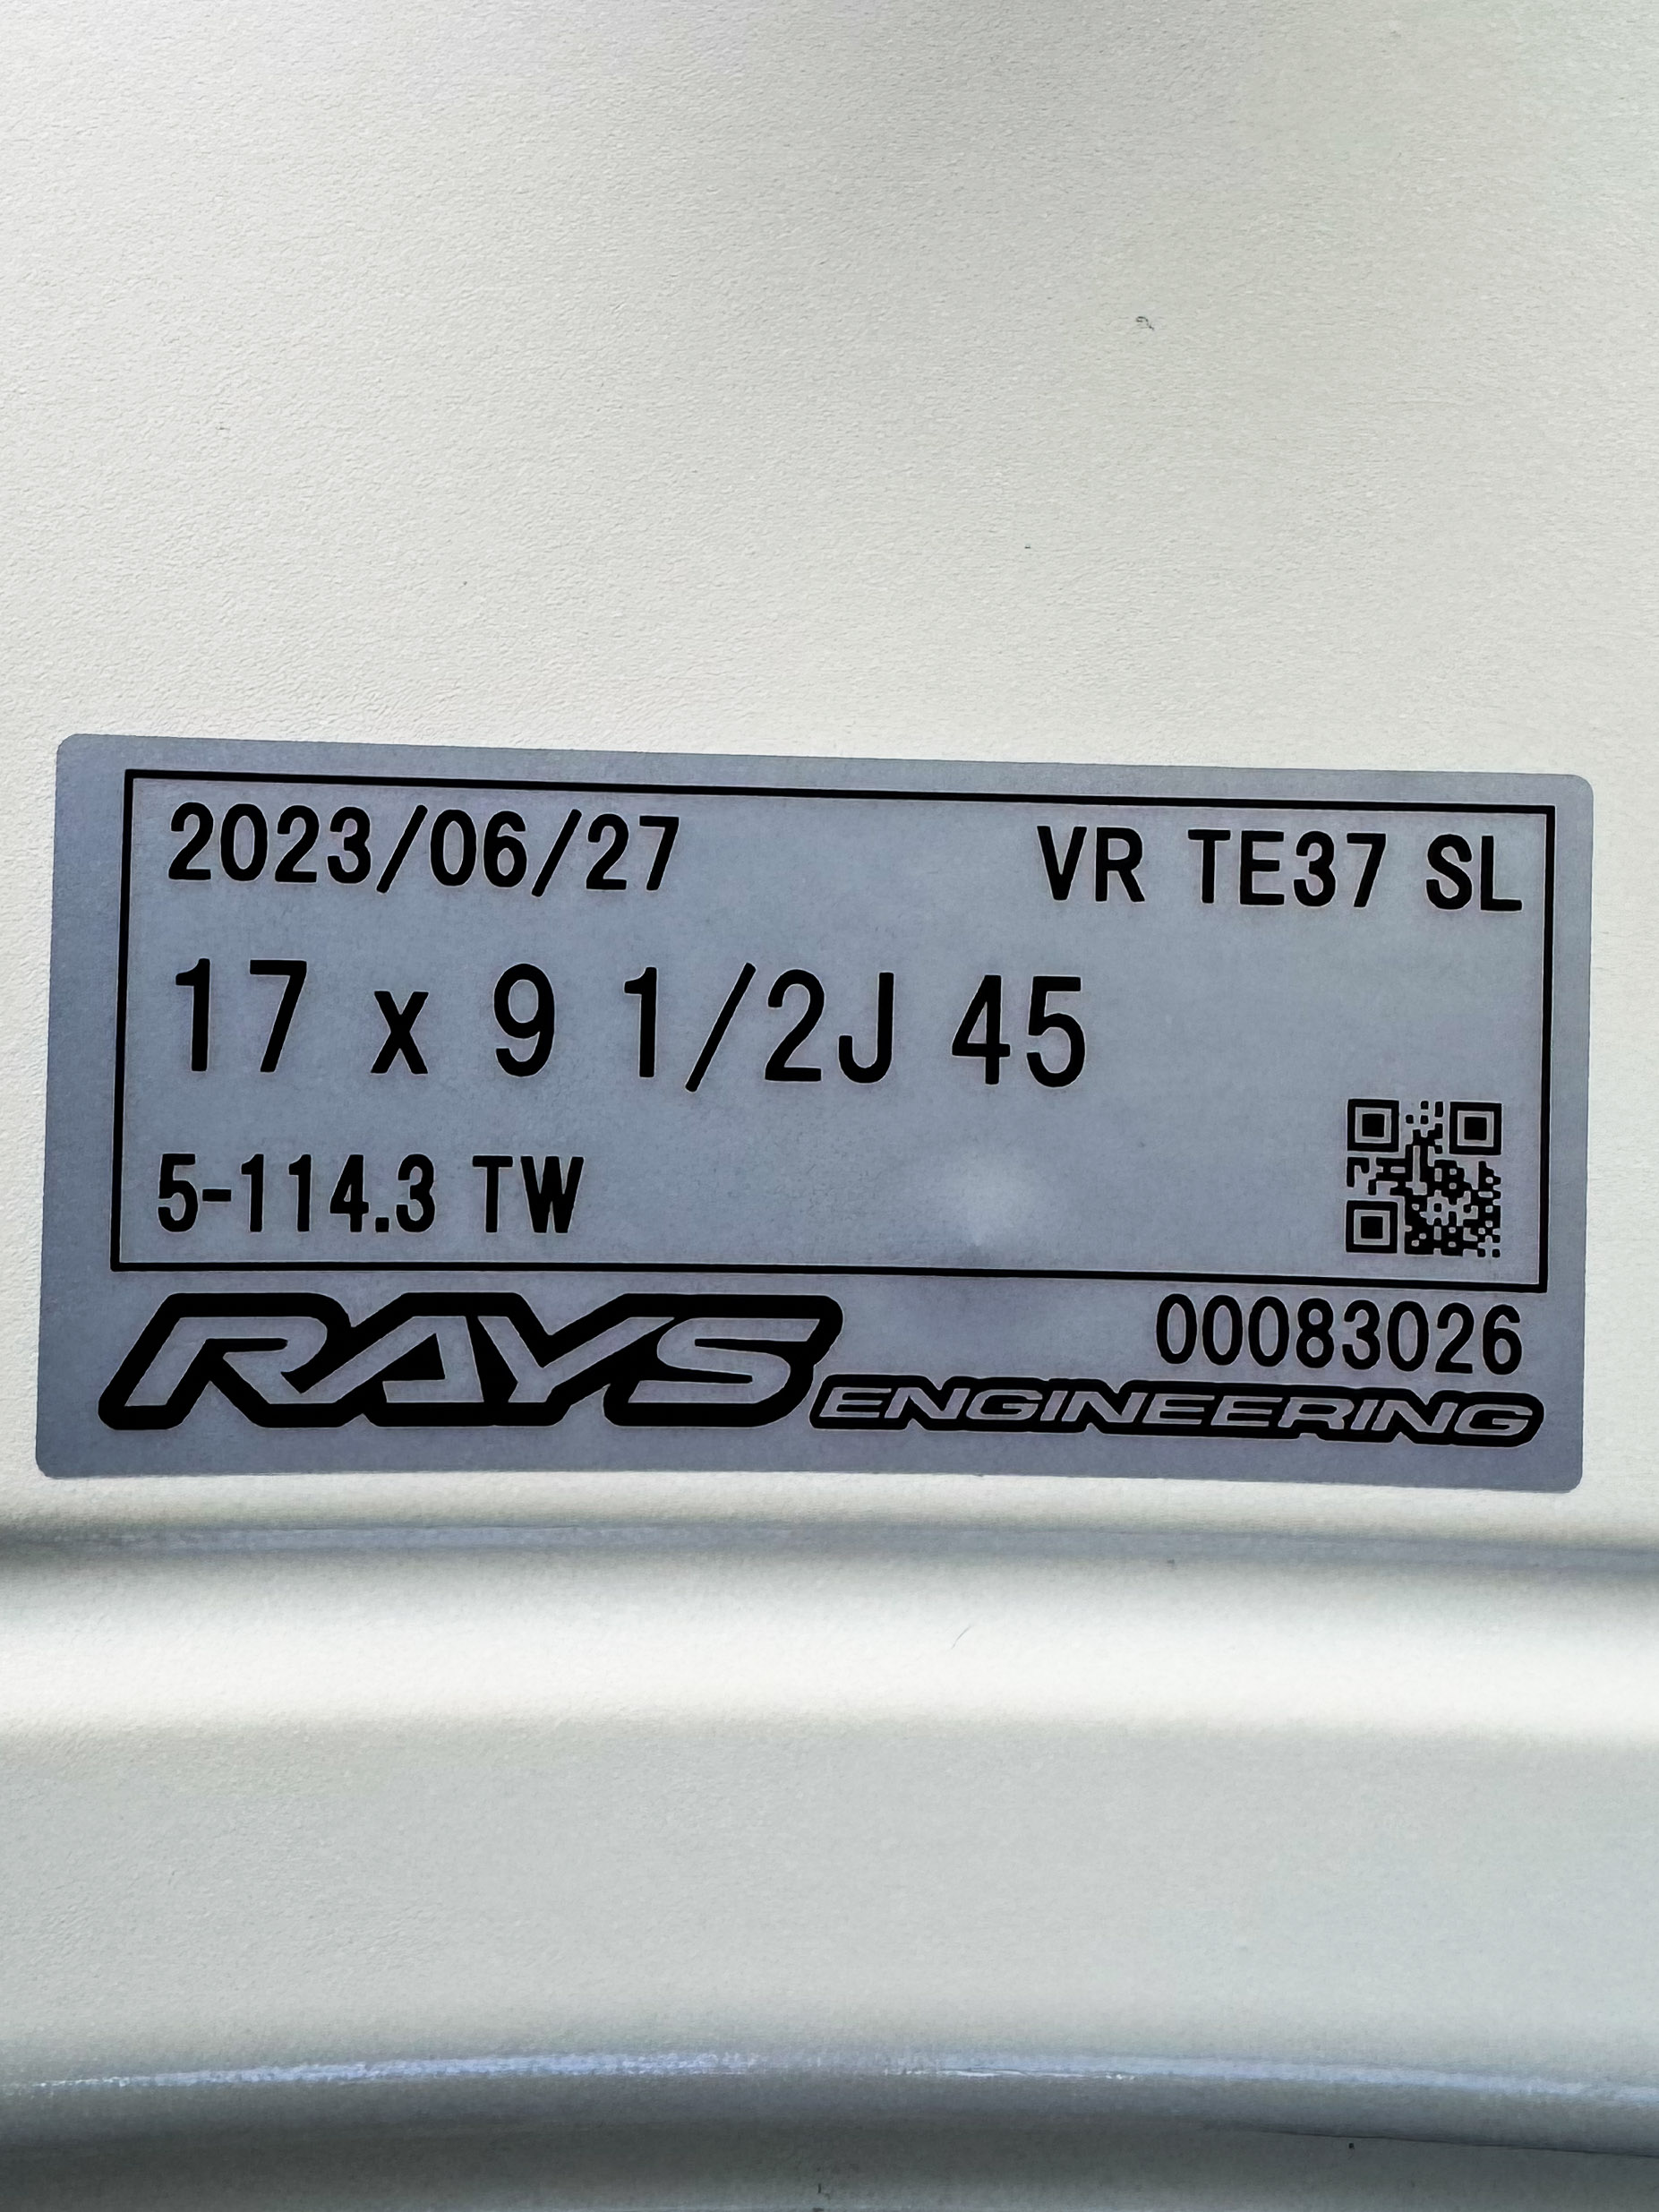 2023/06/27 VR TE37 SL
17 x 9 1/2J 45
5-114.3 TW
00083026
RAYS ENGINEERING